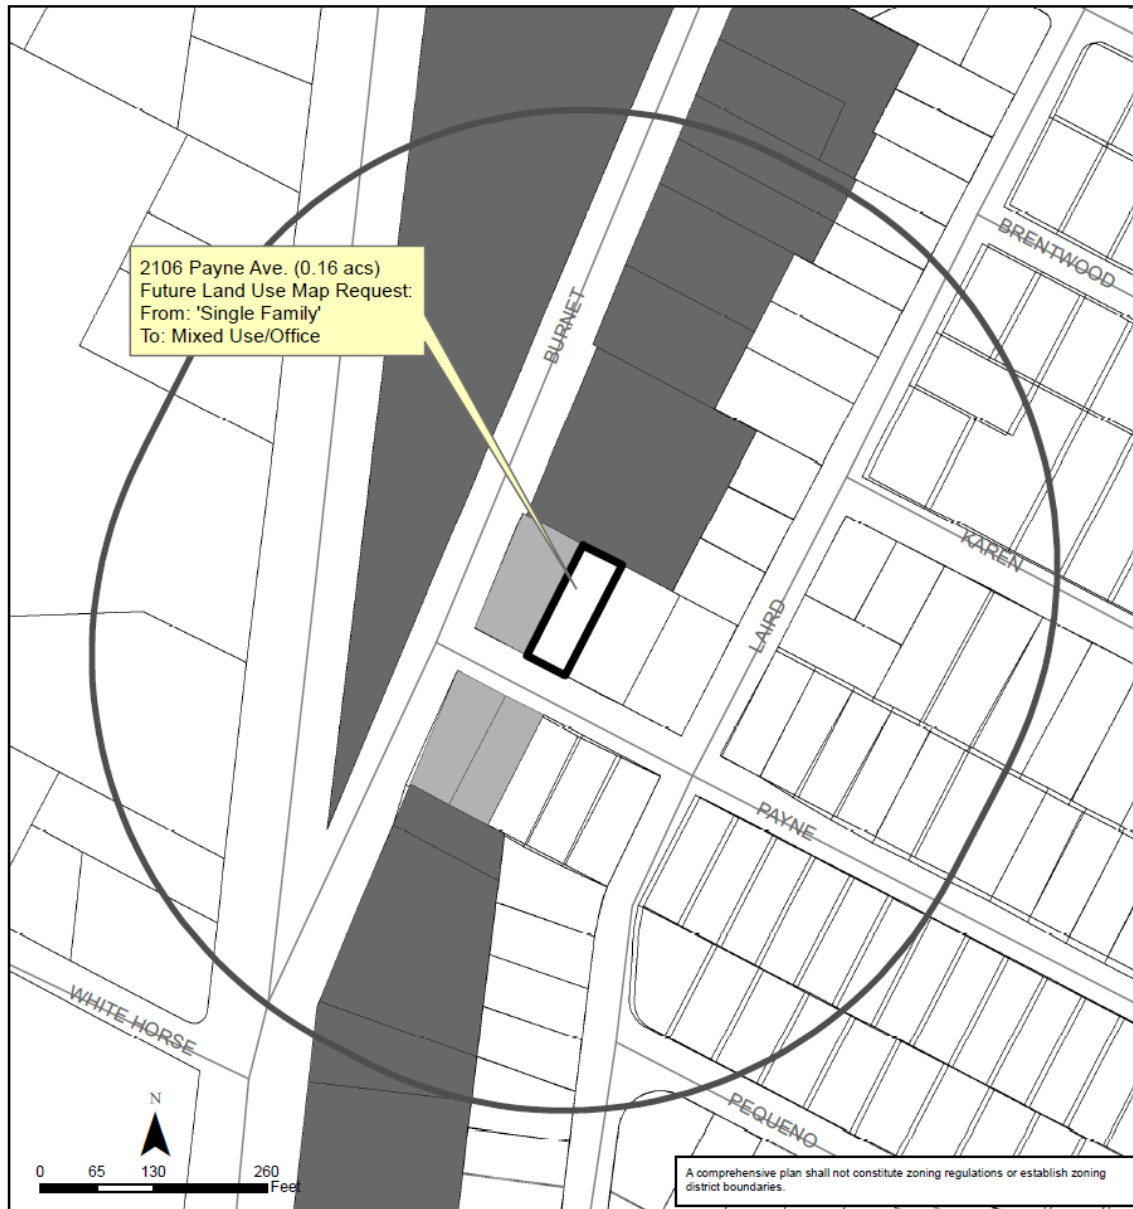 BRENTWOOD
2106 Payne Ave. (0.16 acs)
Future Land Use Map Request:
From: 'Single Family'
To: Mixed Use/Office
BURNET
KAREN
LAIRD
PAYNE
WHITE HORSE
PEQUENO
N
0 65 130 260
Feet
A comprehensive plan shall not constitute zoning regulations or establish zoning
district boundaries.